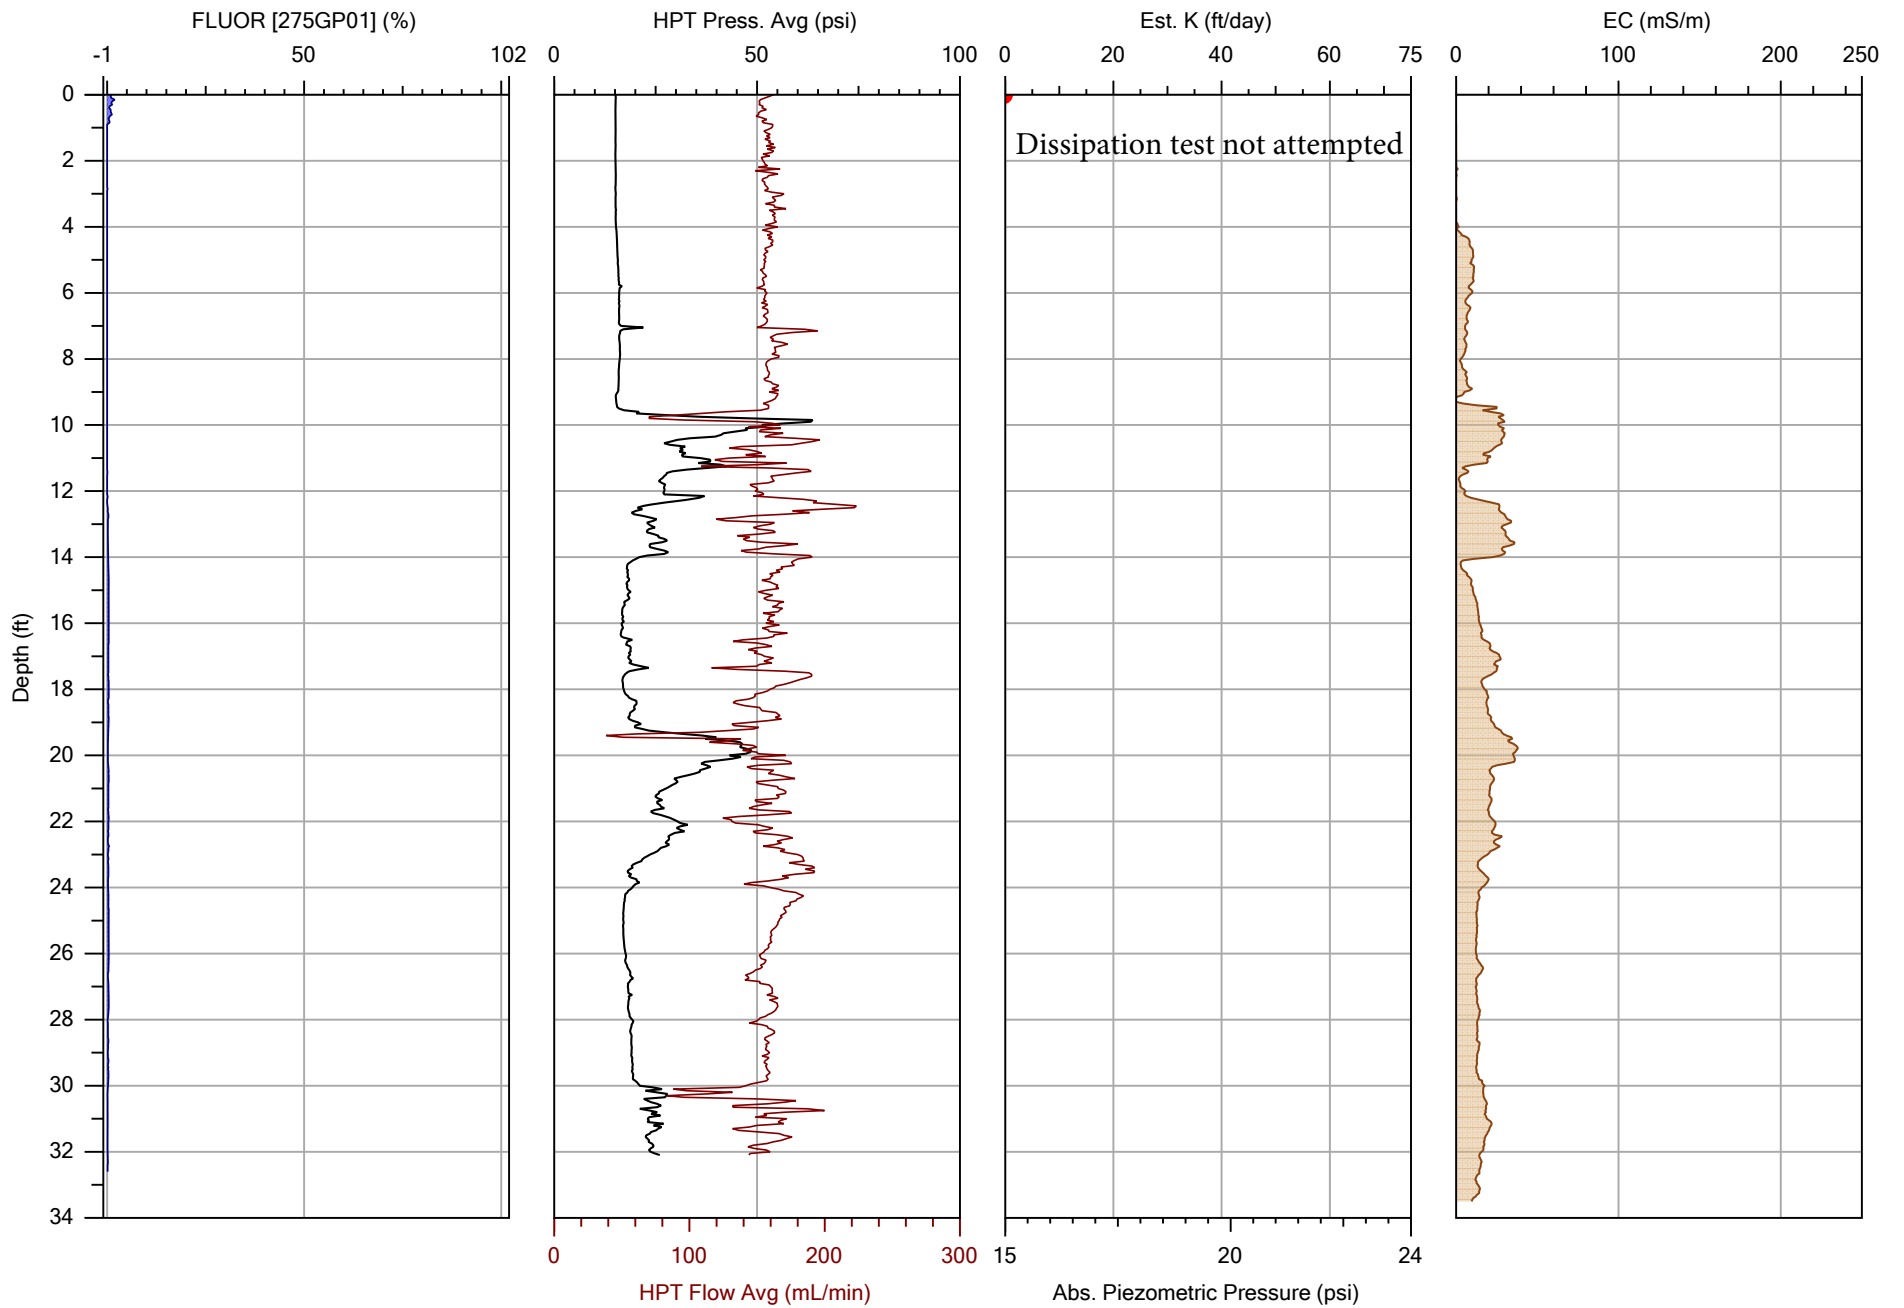 FLUOR [275GP01] (%)
HPT Press. Avg (psi)
Est. K (ft/day)
EC (mS/m)
-1 50 102
0 50 100
0 20 40 60 75
0 100 200 250
Dissipation test not attempted
Depth (ft)
0
2
4
6
8
10
12
14
16
18
20
22
24
26
28
30
32
34
0 100 200 300
15 20 24
HPT Flow Avg (mL/min)
Abs. Piezometric Pressure (psi)